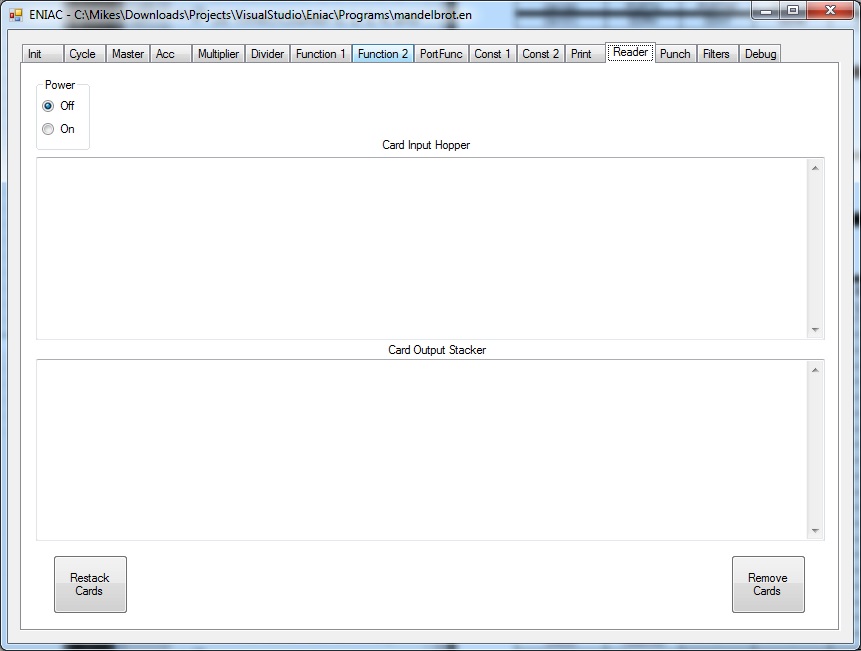 ENIAC - C:\Mikes\Downloads\Projects\VisualStudio\Eniac\Programs\mandelbrot.en
Init Cycle Master Acc Multiplier Divider Function 1 Function 2 PortFunc Const 1 Const 2 Print Reader Punch Filters Debug
Power
Off
On
Card Input Hopper
Card Output Stacker
Restack
Cards
Remove
Cards